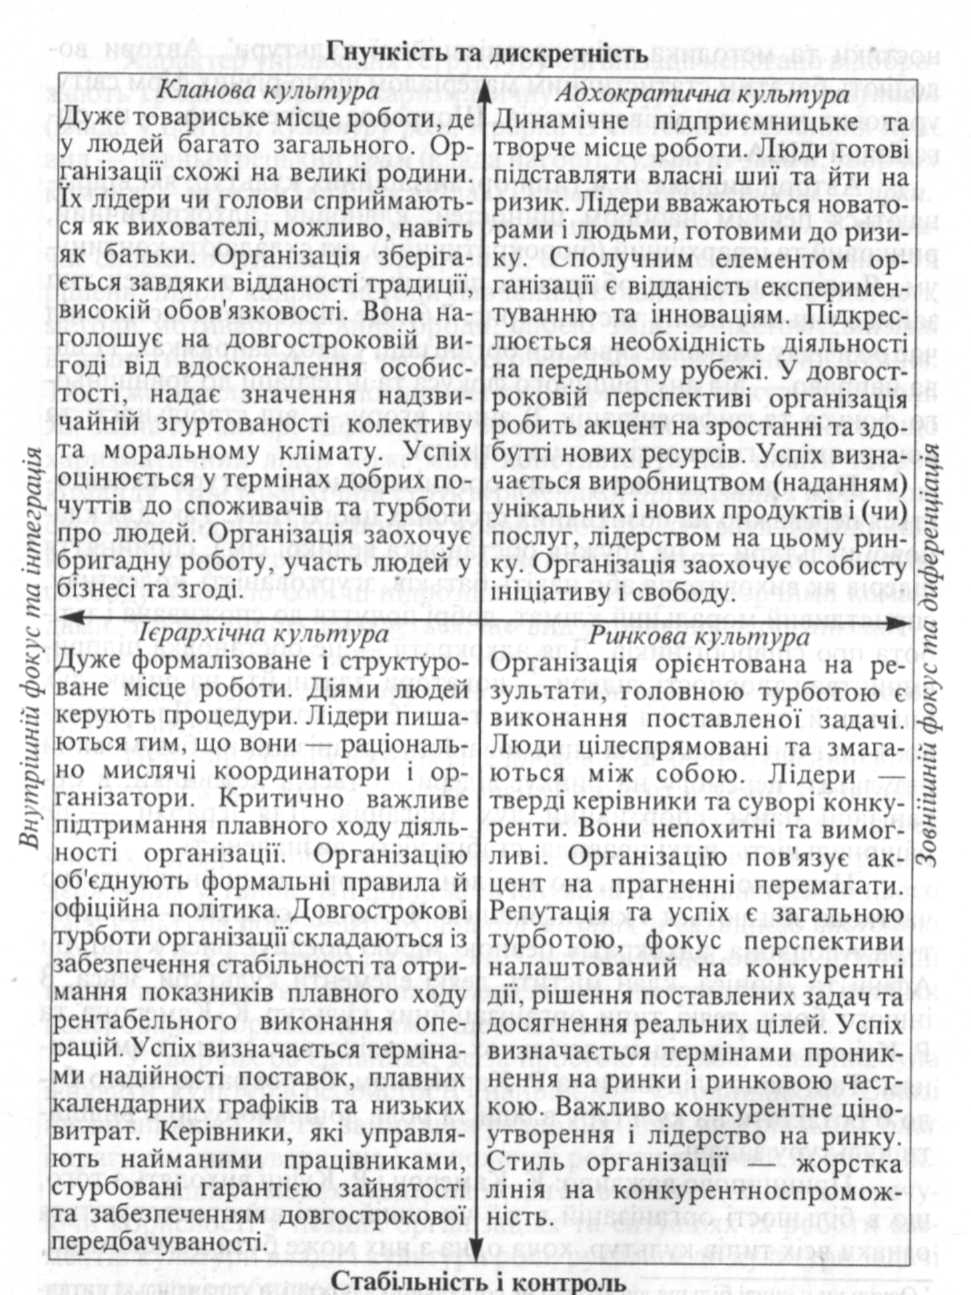 Гнучкість та дискретність
Кланова культура
Дуже товариське місце роботи, де
у людей багато загального. Ор-
ганізації схожі на великі родини.
Їх лідери чи голови сприймають-
ся як вихователі, можливо, навіть
як батьки. Організація зберіга-
ється завдяки відданості традиції,
високій обов'язковості. Вона на-
голошує на довгостроковій ви-
годі від вдосконалення особис-
тості, надає значення надзви-
чайній згуртованості колективу
та моральному клімату. Успіх
оцінюється у термінах добрих по-
чуттів до споживачів та турботи
про людей. Організація заохочує
бригадну роботу, участь людей у
бізнесі та згоді.
Адхократична культура
Динамічне підприємницьке та
творче місце роботи. Люди готові
підставляти власні шиї та йти на
ризик. Лідери вважаються новато-
рами і людьми, готовими до ризи-
ку. Сполучним елементом ор-
ганізації є відданість експеримен-
туванню та інноваціям. Підкрес-
люється необхідність діяльності
на передньому рубежі. У довгост-
роковій перспективі організація
робить акцент на зростанні та здо-
бутті нових ресурсів. Успіх визна-
чається виробництвом (наданням)
унікальних і нових продуктів і (чи)
послуг, лідерством на цьому рин-
ку. Організація заохочує особисту
ініціативу і свободу.
Внутрішній фокус та інтеграція
Зовнішній фокус та диференціація
Ієрархічна культура
Дуже формалізоване і структуро-
ване місце роботи. Діями людей
керують процедури. Лідери пиша-
ються тим, що вони — раціональ-
но мислячі координатори і ор-
ганізатори. Критично важливе
підтримання плавного ходу діяль-
ності організації. Організацію
об'єднують формальні правила й
офіційна політика. Довгострокові
турботи організації складаються із
забезпечення стабільності та отри-
мання показників плавного ходу
рентабельного виконання опе-
рацій. Успіх визначається терміна-
ми надійності поставок, плавних
календарних графіків та низьких
витрат. Керівники, які управля-
ють найманими працівниками,
стурбовані гарантією зайнятості
та забезпеченням довгострокової
передбачуваності.
Ринкова культура
Організація орієнтована на ре-
зультати, головною турботою є
виконання поставленої задачі.
Люди цілеспрямовані та змага-
ються між собою. Лідери —
тверді керівники та суворі конку-
ренти. Вони непохитні та вимог-
ливі. Організацію пов'язує ак-
цент на прагненні перемагати.
Репутація та успіх є загальною
турботою, фокус перспективи
налаштований на конкурентні
дії, рішення поставлених задач та
досягнення реальних цілей. Успіх
визначається термінами проник-
нення на ринки і ринковою част-
кою. Важливо конкурентне ціно-
утворення і лідерство на ринку.
Стиль організації — жорстка
лінія на конкурентноспромож-
ність.
Стабільність і контроль